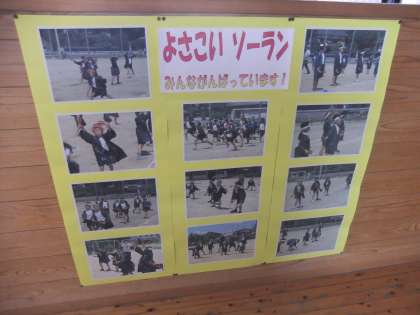 よさこい ソーラン
みんながんばっています！